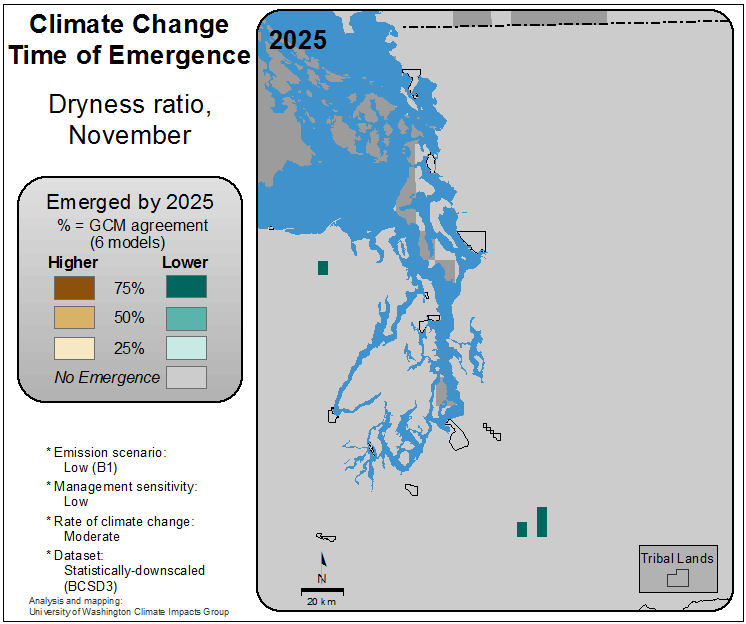 Climate Change
Time of Emergence
Dryness ratio,
November
Emerged by 2025
% = GCM agreement
(6 models)
Higher Lower
75%
50%
25%
No Emergence
* Emission scenario:
Low (B1)
* Management sensitivity:
Low
* Rate of climate change:
Moderate
* Dataset:
Statistically-downscaled
(BCSD3)
Analysis and mapping:
University of Washington Climate Impacts Group
2025
N
20 km
Tribal Lands